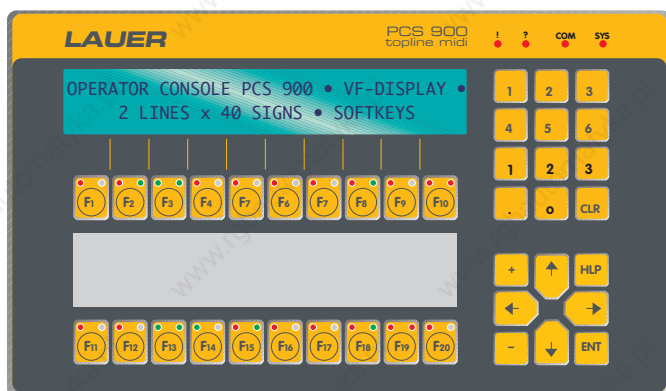 LAUER
PCS 900
topline midi
! ? COM SYS
OPERATOR CONSOLE PCS 900 • VF-DISPLAY •
2 LINES x 40 SIGNS • SOFTKEYS
1 2 3
4 5 6
1 2 3
. 0 CLR
F1 F2 F3 F4 F7 F6 F7 F8 F9 F10
+ HLP
- ENT
F11 F12 F13 F14 F15 F16 F17 F18 F19 F20